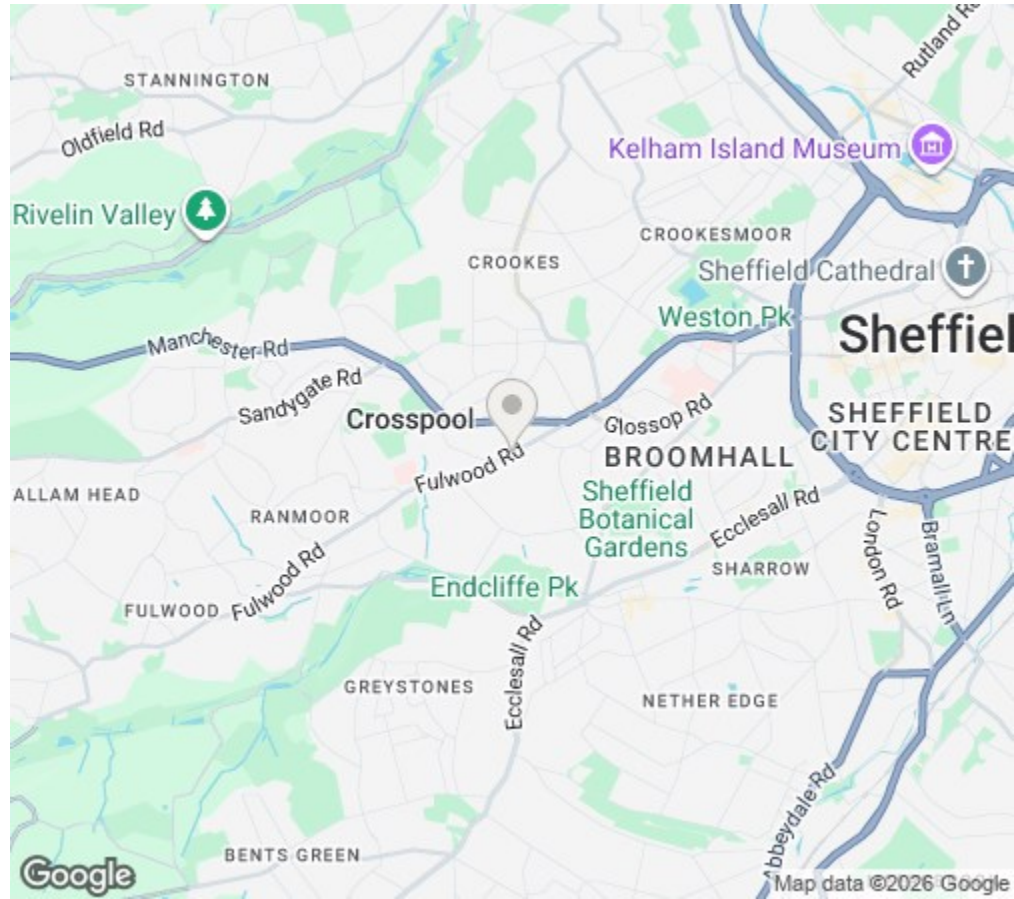 Rutland Rd
STANNINGTON
Oldfield Rd
Kelham Island Museum
Rivelin Valley
CROOKESMOOR
CROOKES
Sheffield Cathedral
Weston Pk
Manchester Rd
Sheffiel
Sandygate Rd
Crosspool
Glossop Rd
SHEFFIELD
CITY CENTRE
BROOMHALL
Fulwood Rd
ALLAM HEAD
Sheffield
Botanical
Gardens
Ecclesall Rd
RANMOOR
London Rd
Bramall Ln
Fulwood Rd
SHARROW
Endcliffe Pk
FULWOOD
Ecclesall Rd
GREYSTONES
NETHER EDGE
Abbeydale Rd
BENTS GREEN
Google
Map data ©2026 Google